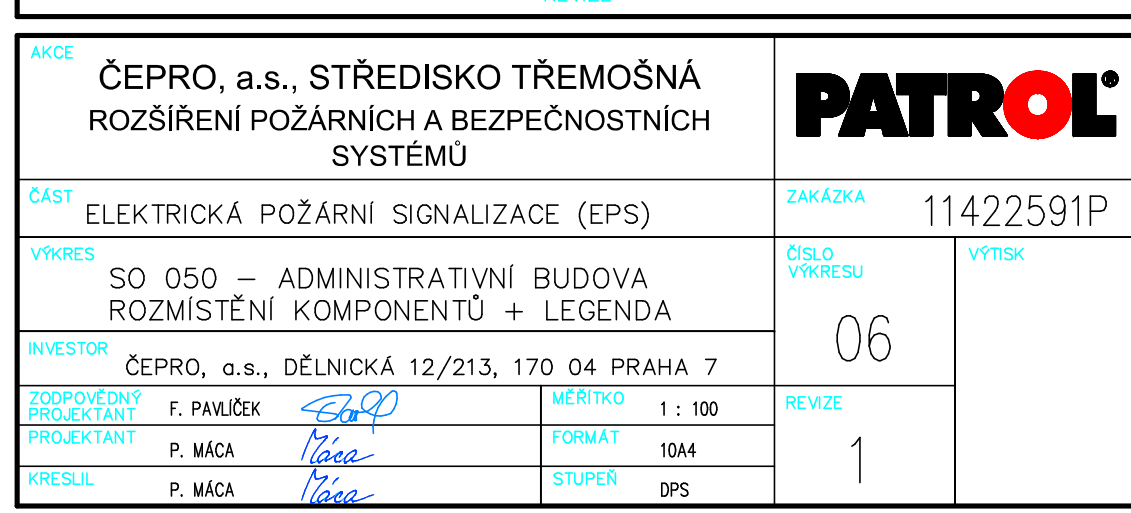 AKCE
ČEPRO, a.s., STŘEDISKO TŘEMOŠNÁ
ROZŠÍŘENÍ POŽÁRNÍCH A BEZPEČNOSTNÍCH
SYSTÉMŮ
PATROL®
ČÁST
ELEKTRICKÁ POŽÁRNÍ SIGNALIZACE (EPS)
ZAKÁZKA
11422591P
VÝKRES
SO 050 – ADMINISTRATIVNÍ BUDOVA
ROZMÍSTĚNÍ KOMPONENTŮ + LEGENDA
ČÍSLO
VÝKRESU
06
VÝTISK
INVESTOR
ČEPRO, a.s., DĚLNICKÁ 12/213, 170 04 PRAHA 7
ZODPOVĚDNÝ
PROJEKTANT
F. PAVLÍČEK
MĚŘÍTKO
1 : 100
REVIZE
1
PROJEKTANT
P. MÁCA
Máca
FORMÁT
10A4
KRESLIL
P. MÁCA
Máca
STUPEŇ
DPS